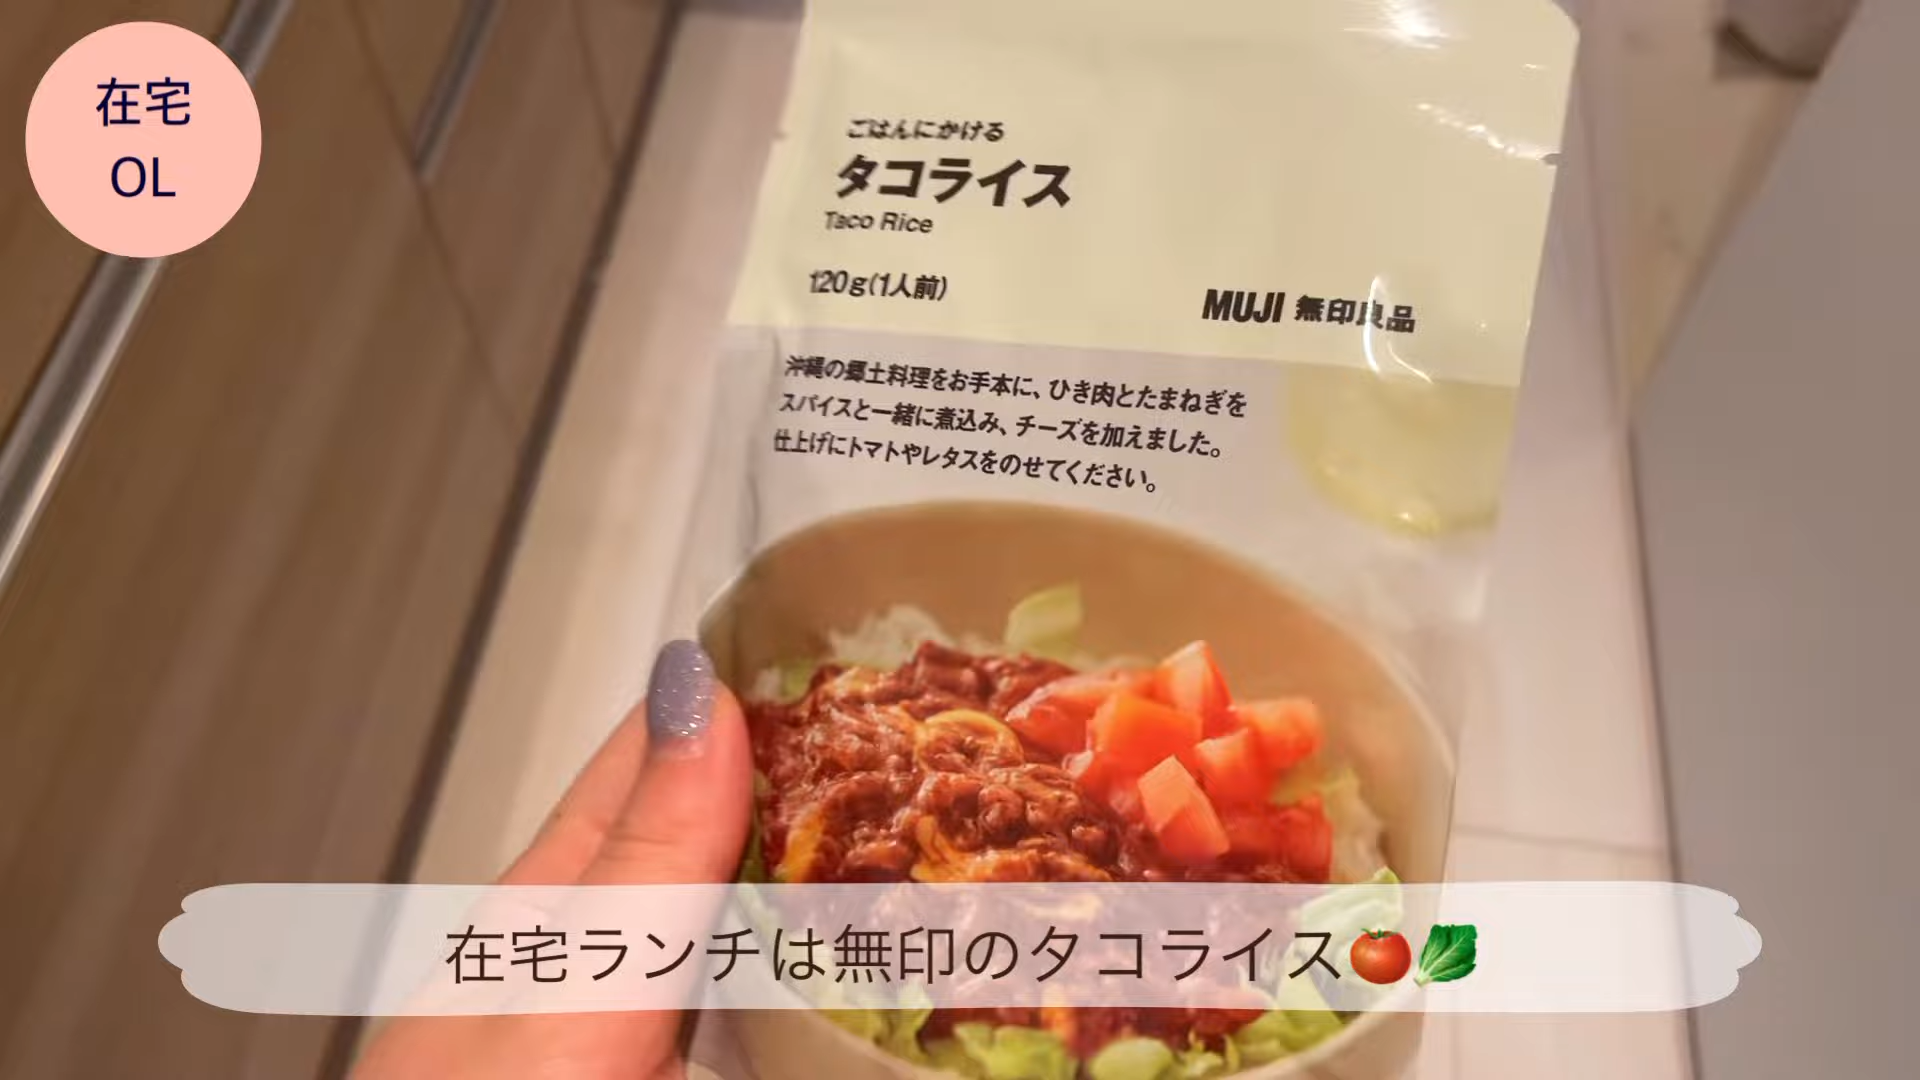 在宅
OL
ごはんにかける
タコライス
Taco Rice
120g(1人前)
MUJI 無印良品
沖縄の郷土料理をお手本に、ひき肉とたまねぎを
スパイスと一緒に煮込み、チーズを加えました。
仕上げにトマトやレタスをのせてください。
在宅ランチは無印のタコライス🍅🥬